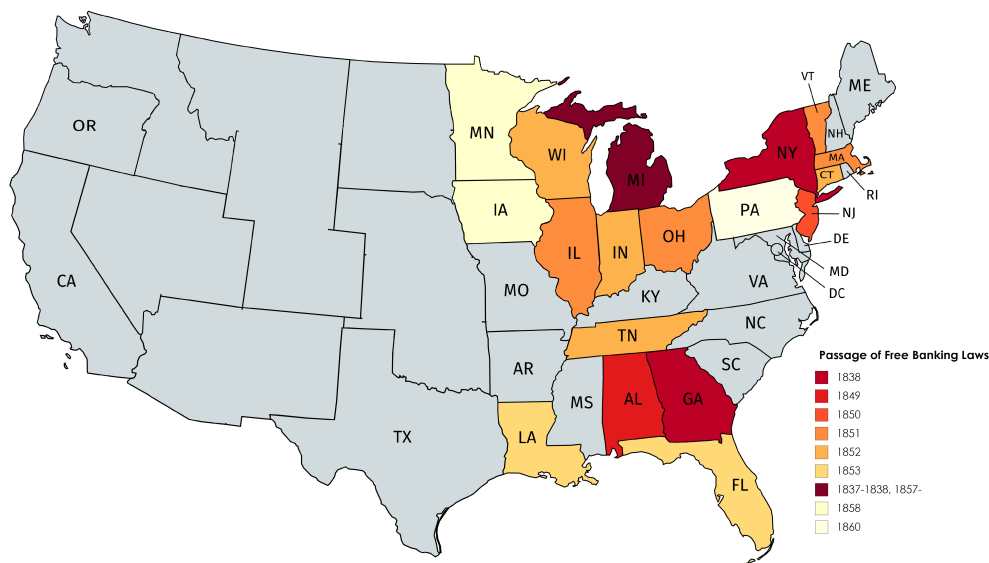 VT
ME
OR
MN
NH
WI
NY
MA
MI
CT
RI
IA
PA
NJ
IL
IN
OH
DE
CA
MO
KY
VA
MD
DC
NC
TN
AR
SC
MS
AL
GA
TX
LA
FL
Passage of Free Banking Laws
1838
1849
1850
1851
1852
1853
1837-1838, 1857-
1858
1860